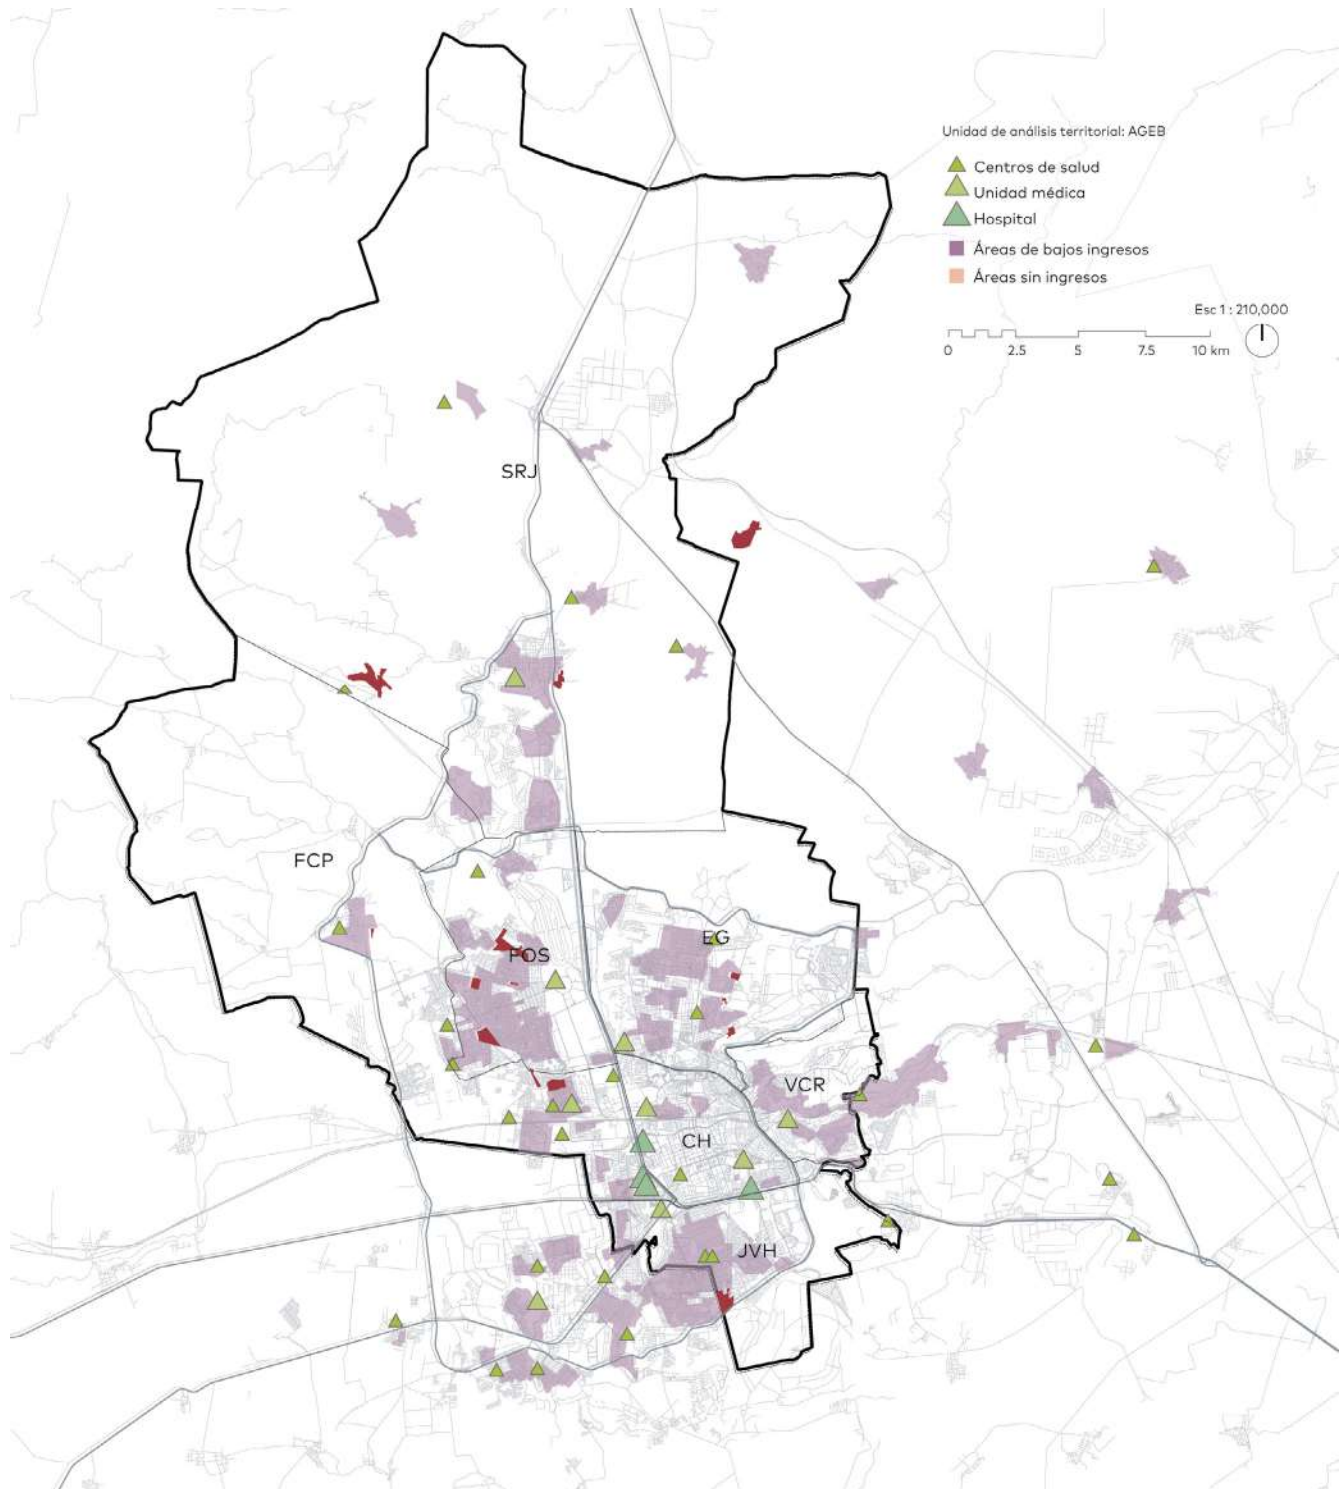 Unidad de análisis territorial: AGEB
Centros de salud
Unidad médica
Hospital
Áreas de bajos ingresos
Áreas sin ingresos
Esc 1 : 210,000
0 2.5 5 7.5 10 km
SRJ
FCP
EG
FOS
VCR
CH
JVH